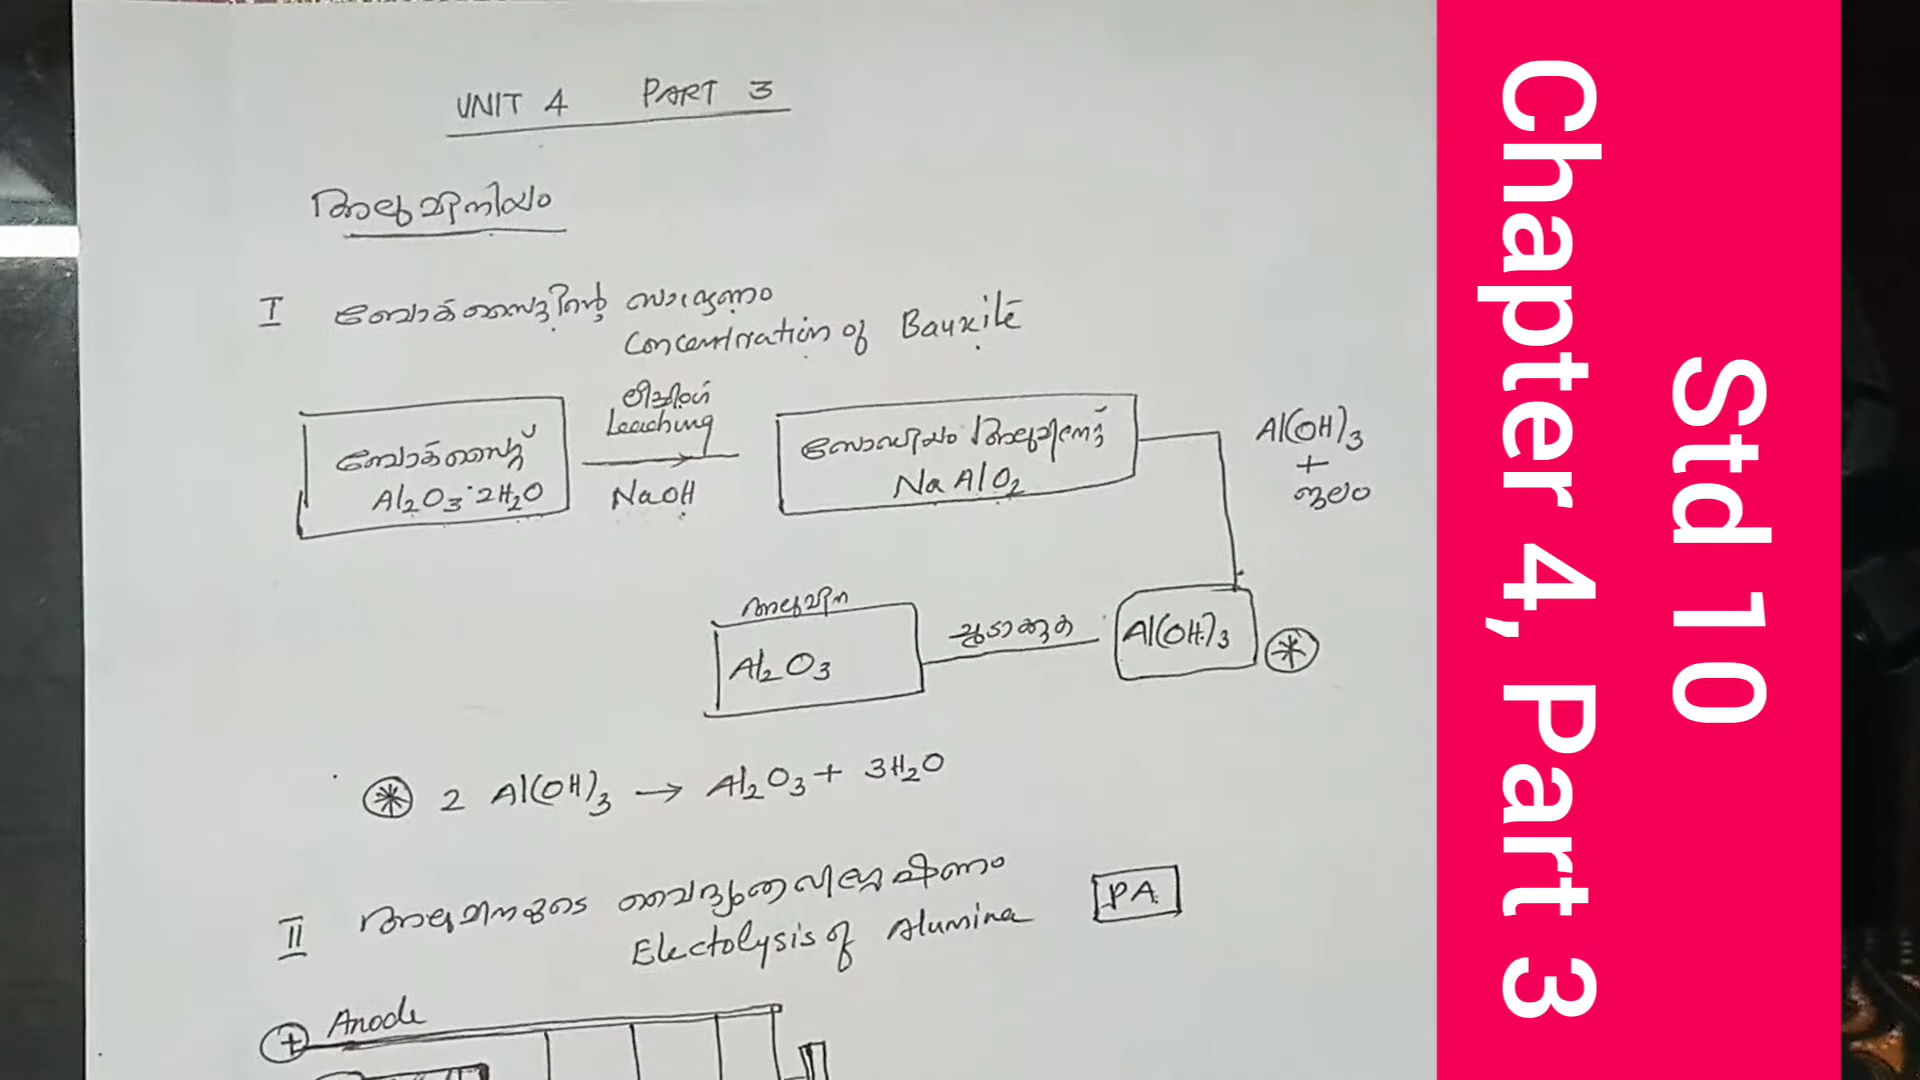 UNIT 4 PART 3
അലുമിനിയം
I ബോക്സൈറ്റിന്റെ സാന്ദ്രണം
Concentration of Bauxite
ബോക്സൈറ്റ്
Al₂O₃·2H₂O
ലീച്ചിംഗ്
Leaching
NaOH
സോഡിയം അലുമിനേറ്റ്
NaAlO₂
Al(OH)₃
+
ജലം
അലുമിന
Al₂O₃
ചൂടാക്കുക
Al(OH)₃ *
* 2 Al(OH)₃ → Al₂O₃ + 3H₂O
II അലുമിനയുടെ വൈദ്യുതവിശ്ലേഷണം
Electolysis of Alumina
PA
+ Anode
Std 10
Chapter 4, Part 3